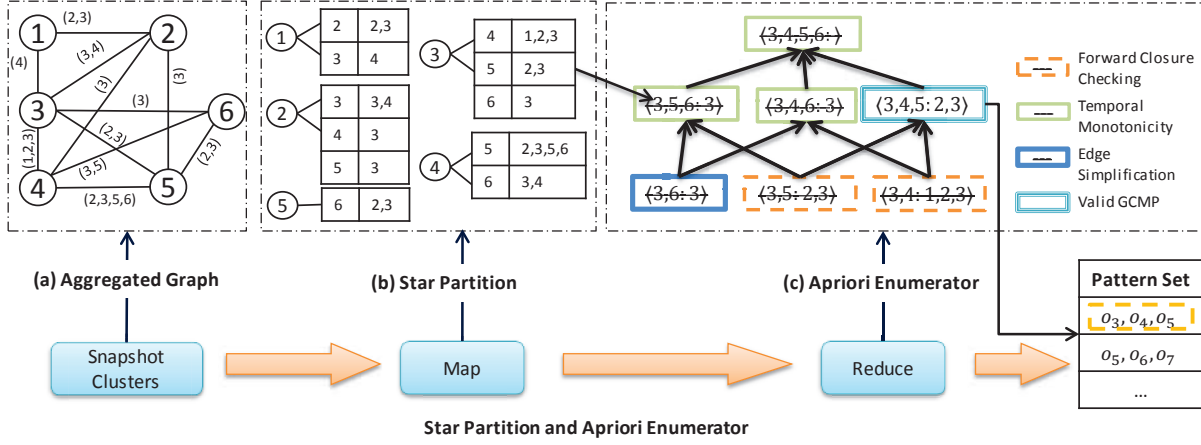 1
(2,3)
2
(4)
(3,4)
(3)
(3)
3
(3)
6
(1,2,3)
(2,3)
(3,5)
(2,3)
4
(2,3,5,6)
5
1
2 2,3
3 4
2
3 3,4
4 3
5 3
5
6 2,3
3
4 1,2,3
5 2,3
6 3
4
5 2,3,5,6
6 3,4
⟨3,4,5,6: ⟩
⟨3,5,6: 3⟩ ⟨3,4,6: 3⟩ ⟨3,4,5: 2,3⟩
⟨3,6: 3⟩ ⟨3,5: 2,3⟩ ⟨3,4: 1,2,3⟩
Forward Closure
Checking
Temporal
Monotonicity
Edge
Simplification
Valid GCMP
(a) Aggregated Graph
(b) Star Partition
(c) Apriori Enumerator
Snapshot
Clusters
Map
Reduce
Pattern Set
o₃, o₄, o₅
o₅, o₆, o₇
...
Star Partition and Apriori Enumerator